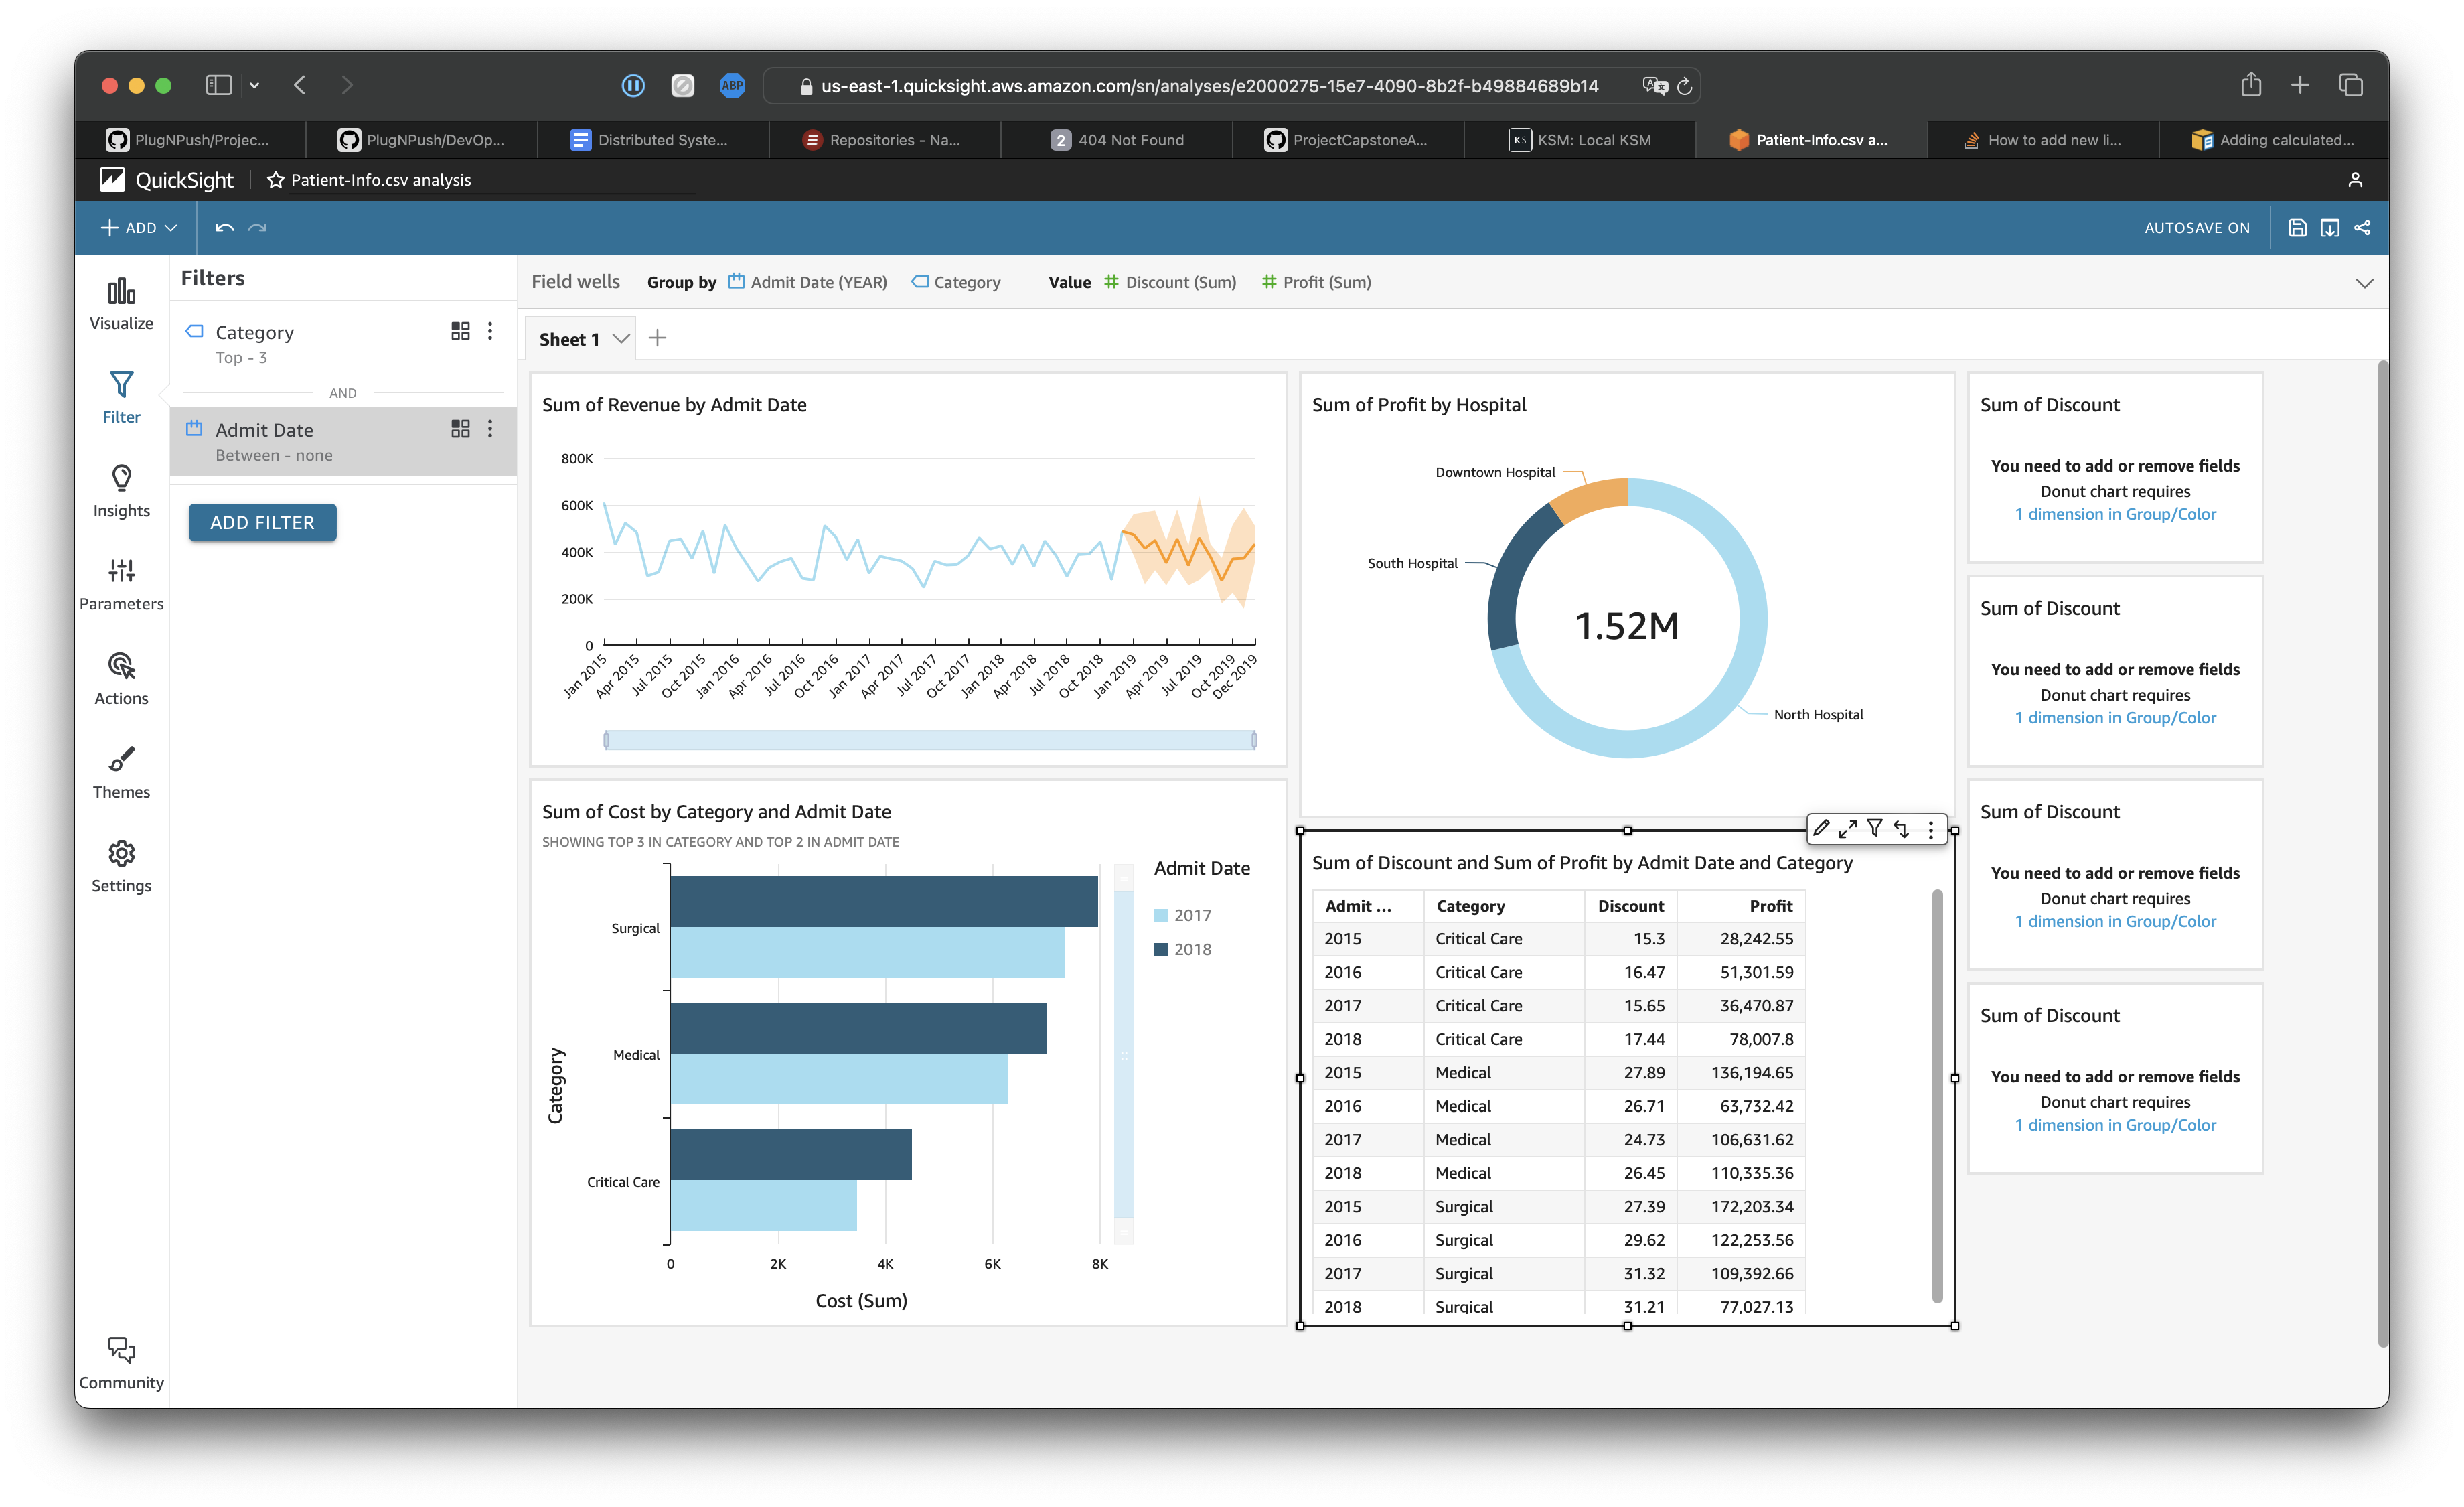 ABP
us-east-1.quicksight.aws.amazon.com/sn/analyses/e2000275-15e7-4090-8b2f-b49884689b14
PlugNPush/Projec...
PlugNPush/DevOp...
Distributed Syste...
Repositories - Na...
2 404 Not Found
ProjectCapstoneA...
KS KSM: Local KSM
Patient-Info.csv a...
How to add new li...
Adding calculated...
QuickSight
Patient-Info.csv analysis
ADD
AUTOSAVE ON
Visualize
Filter
Insights
Parameters
Actions
Themes
Settings
Community
Filters
Category
Top - 3
AND
Admit Date
Between - none
ADD FILTER
Field wells Group by Admit Date (YEAR) Category Value Discount (Sum) Profit (Sum)
Sheet 1
Sum of Revenue by Admit Date
800K
600K
400K
200K
0
Jan 2015 Apr 2015 Jul 2015 Oct 2015 Jan 2016 Apr 2016 Jul 2016 Oct 2016 Jan 2017 Apr 2017 Jul 2017 Oct 2017 Jan 2018 Apr 2018 Jul 2018 Oct 2018 Jan 2019 Apr 2019 Jul 2019 Oct 2019 Dec 2019
Sum of Profit by Hospital
Downtown Hospital
South Hospital
1.52M
North Hospital
Sum of Cost by Category and Admit Date
SHOWING TOP 3 IN CATEGORY AND TOP 2 IN ADMIT DATE
Category
Surgical
Medical
Critical Care
0 2K 4K 6K 8K
Cost (Sum)
Admit Date
2017
2018
Sum of Discount and Sum of Profit by Admit Date and Category
Admit ... Category Discount Profit
2015 Critical Care 15.3 28,242.55
2016 Critical Care 16.47 51,301.59
2017 Critical Care 15.65 36,470.87
2018 Critical Care 17.44 78,007.8
2015 Medical 27.89 136,194.65
2016 Medical 26.71 63,732.42
2017 Medical 24.73 106,631.62
2018 Medical 26.45 110,335.36
2015 Surgical 27.39 172,203.34
2016 Surgical 29.62 122,253.56
2017 Surgical 31.32 109,392.66
2018 Surgical 31.21 77,027.13
Sum of Discount
You need to add or remove fields
Donut chart requires
1 dimension in Group/Color
Sum of Discount
You need to add or remove fields
Donut chart requires
1 dimension in Group/Color
Sum of Discount
You need to add or remove fields
Donut chart requires
1 dimension in Group/Color
Sum of Discount
You need to add or remove fields
Donut chart requires
1 dimension in Group/Color